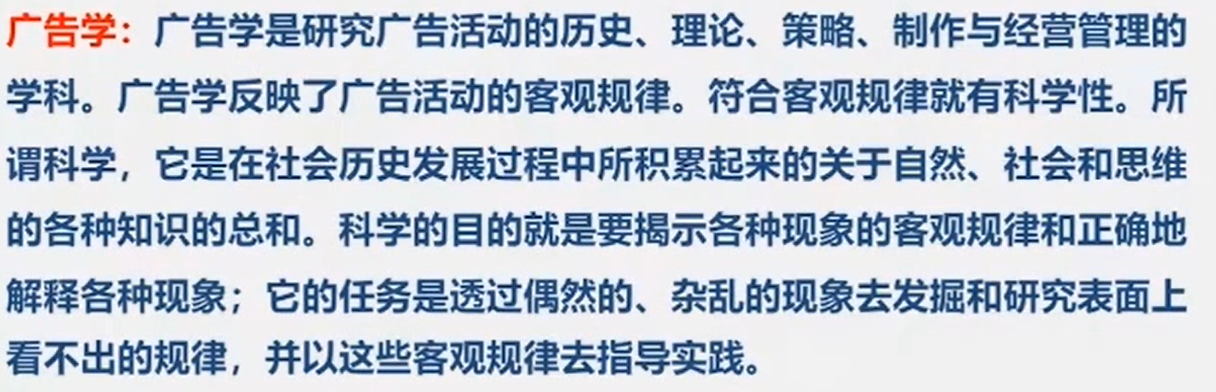 广告学：广告学是研究广告活动的历史、理论、策略、制作与经营管理的
学科。广告学反映了广告活动的客观规律。符合客观规律就有科学性。所
谓科学，它是在社会历史发展过程中所积累起来的关于自然、社会和思维
的各种知识的总和。科学的目的就是要揭示各种现象的客观规律和正确地
解释各种现象；它的任务是透过偶然的、杂乱的现象去发掘和研究表面上
看不出的规律，并以这些客观规律去指导实践。